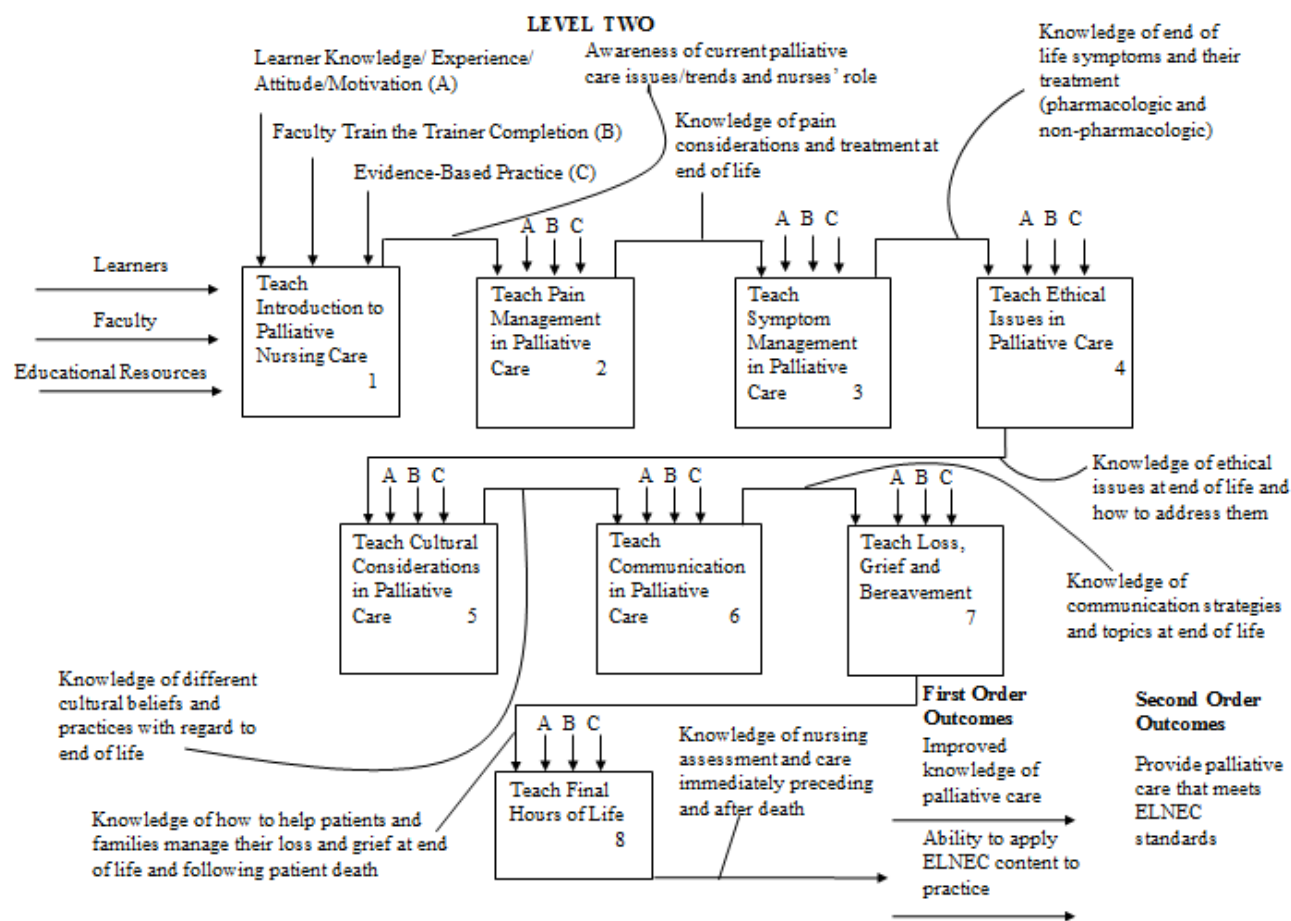 LEVEL TWO
Learner Knowledge/ Experience/
Attitude/Motivation (A)
Faculty Train the Trainer Completion (B)
Evidence-Based Practice (C)
Awareness of current palliative
care issues/trends and nurses' role
Knowledge of pain
considerations and treatment at
end of life
Knowledge of end of
life symptoms and their
treatment
(pharmacologic and
non-pharmacologic)
Learners
Faculty
Educational Resources
Teach
Introduction to
Palliative
Nursing Care
1
A B C
Teach Pain
Management
in Palliative
Care 2
A B C
Teach
Symptom
Management
in Palliative
Care 3
A B C
Teach Ethical
Issues in
Palliative Care
4
Knowledge of ethical
issues at end of life and
how to address them
A B C
Teach Cultural
Considerations
in Palliative
Care 5
A B C
Teach
Communication
in Palliative
Care 6
A B C
Teach Loss,
Grief and
Bereavement
7
Knowledge of
communication strategies
and topics at end of life
Knowledge of different
cultural beliefs and
practices with regard to
end of life
Knowledge of how to help patients and
families manage their loss and grief at end
of life and following patient death
A B C
Teach Final
Hours of Life
8
Knowledge of nursing
assessment and care
immediately preceding
and after death
First Order
Outcomes
Improved
knowledge of
palliative care
Ability to apply
ELNEC content to
practice
Second Order
Outcomes
Provide palliative
care that meets
ELNEC
standards